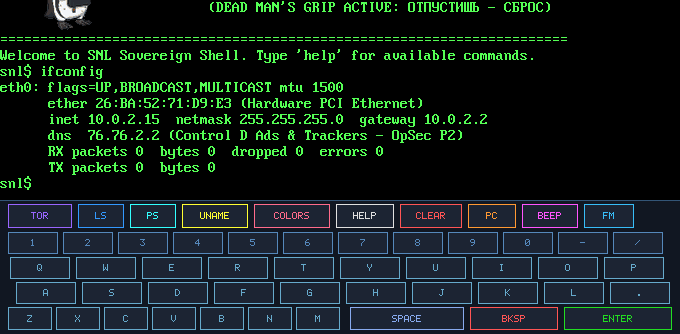 (DEAD MAN'S GRIP ACTIVE: ОТПУСТИШЬ - СБРОС)
======================================================================
Welcome to SNL Sovereign Shell. Type 'help' for available commands.
snl$ ifconfig
eth0: flags=UP,BROADCAST,MULTICAST mtu 1500
ether 26:BA:52:71:D9:E3 (Hardware PCI Ethernet)
inet 10.0.2.15 netmask 255.255.255.0 gateway 10.0.2.2
dns 76.76.2.2 (Control D Ads & Trackers - OpSec P2)
RX packets 0 bytes 0 dropped 0 errors 0
TX packets 0 bytes 0
snl$
TOR LS PS UNAME COLORS HELP CLEAR PC BEEP FM
1 2 3 4 5 6 7 8 9 0 - /
Q W E R T Y U I O P
A S D F G H J K L .
Z X C V B N M SPACE BKSP ENTER